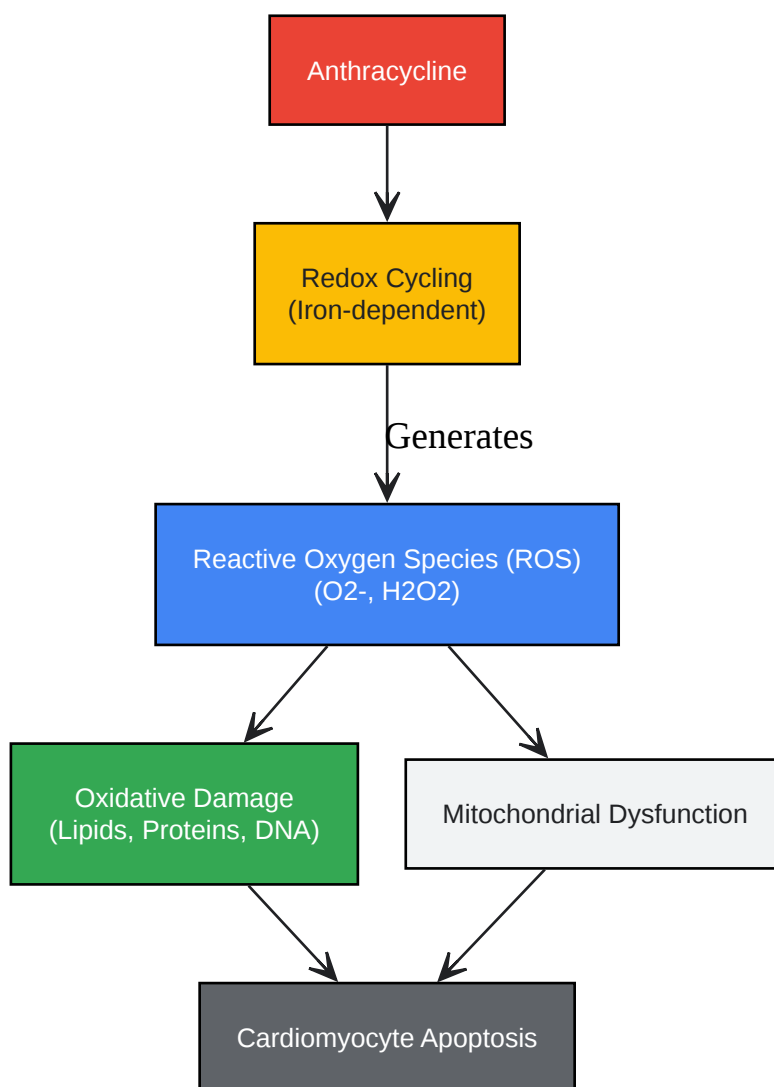 Anthracycline
Redox Cycling
(Iron-dependent)
Generates
Reactive Oxygen Species (ROS)
(O2-, H2O2)
Oxidative Damage
(Lipids, Proteins, DNA)
Mitochondrial Dysfunction
Cardiomyocyte Apoptosis